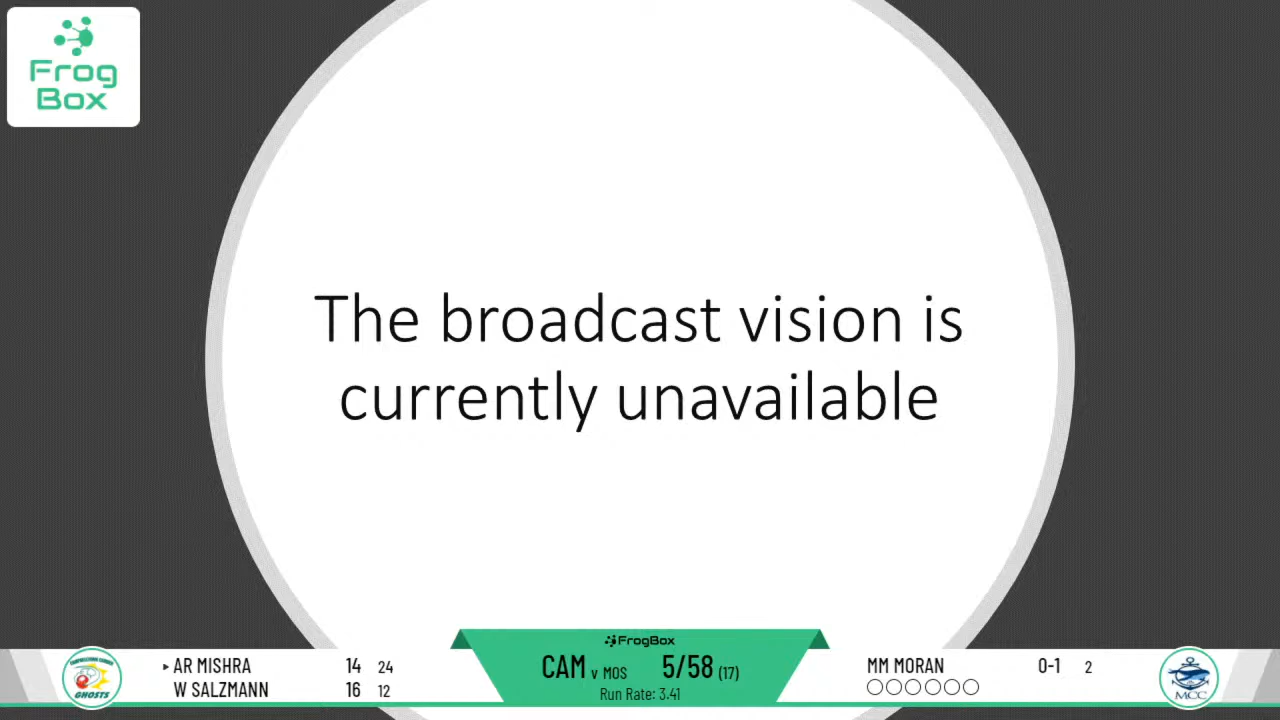 Frog
Box
The broadcast vision is
currently unavailable
FrogBox
AR MISHRA 14 24
W SALZMANN 16 12
CAM v MOS 5/58 (17)
Run Rate: 3.41
MM MORAN 0-1 2
GHOSTS
MCC